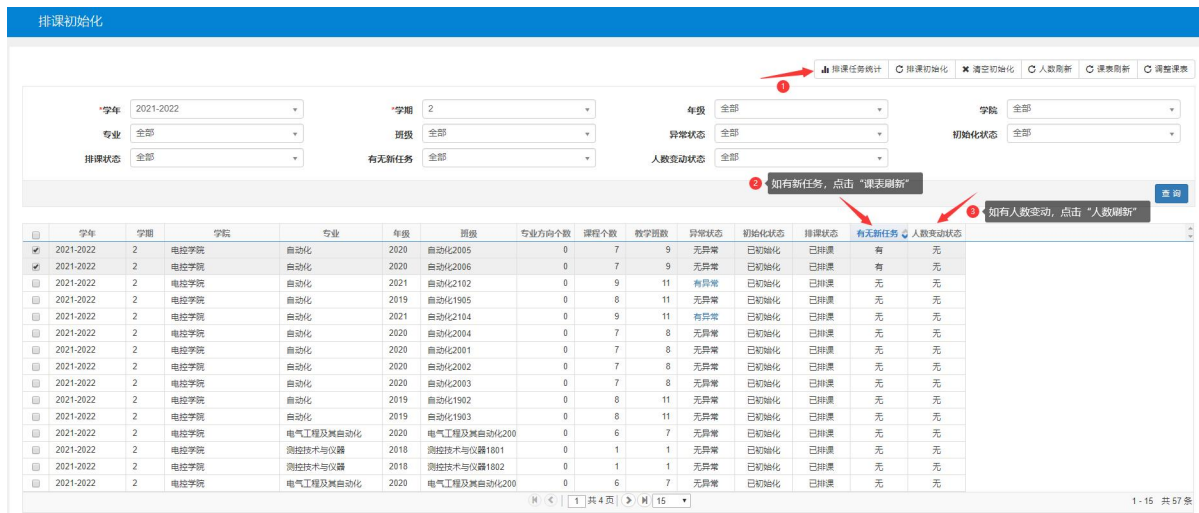 排课初始化
排课任务统计 排课初始化 清空初始化 人数刷新 课表刷新 调整课表
1
*学年 2021-2022 *学期 2 年级 全部 学院 全部
专业 全部 班级 全部 异常状态 全部 初始化状态 全部
排课状态 全部 有无新任务 全部 人数变动状态 全部
2 如有新任务，点击“课表刷新”
查询
3 如有人数变动，点击“人数刷新”
学年 学期 学院 专业 年级 班级 专业方向个数 课程个数 教学班数 异常状态 初始化状态 排课状态 有无新任务 人数变动状态
2021-2022 2 电控学院 自动化 2020 自动化2005 0 7 9 无异常 已初始化 已排课 有 无
2021-2022 2 电控学院 自动化 2020 自动化2006 0 7 9 无异常 已初始化 已排课 有 无
2021-2022 2 电控学院 自动化 2021 自动化2102 0 9 11 有异常 已初始化 已排课 无 无
2021-2022 2 电控学院 自动化 2019 自动化1905 0 8 11 无异常 已初始化 已排课 无 无
2021-2022 2 电控学院 自动化 2021 自动化2104 0 9 11 有异常 已初始化 已排课 无 无
2021-2022 2 电控学院 自动化 2020 自动化2004 0 7 8 无异常 已初始化 已排课 无 无
2021-2022 2 电控学院 自动化 2020 自动化2001 0 7 8 无异常 已初始化 已排课 无 无
2021-2022 2 电控学院 自动化 2020 自动化2002 0 7 8 无异常 已初始化 已排课 无 无
2021-2022 2 电控学院 自动化 2020 自动化2003 0 7 8 无异常 已初始化 已排课 无 无
2021-2022 2 电控学院 自动化 2019 自动化1902 0 8 11 无异常 已初始化 已排课 无 无
2021-2022 2 电控学院 自动化 2019 自动化1903 0 8 11 无异常 已初始化 已排课 无 无
2021-2022 2 电控学院 电气工程及其自动化 2020 电气工程及其自动化200 0 6 7 无异常 已初始化 已排课 无 无
2021-2022 2 电控学院 测控技术与仪器 2018 测控技术与仪器1801 0 1 1 无异常 已初始化 已排课 无 无
2021-2022 2 电控学院 测控技术与仪器 2018 测控技术与仪器1802 0 1 1 无异常 已初始化 已排课 无 无
2021-2022 2 电控学院 电气工程及其自动化 2020 电气工程及其自动化200 0 6 7 无异常 已初始化 已排课 无 无
1 共4页 15 1 - 15 共57条